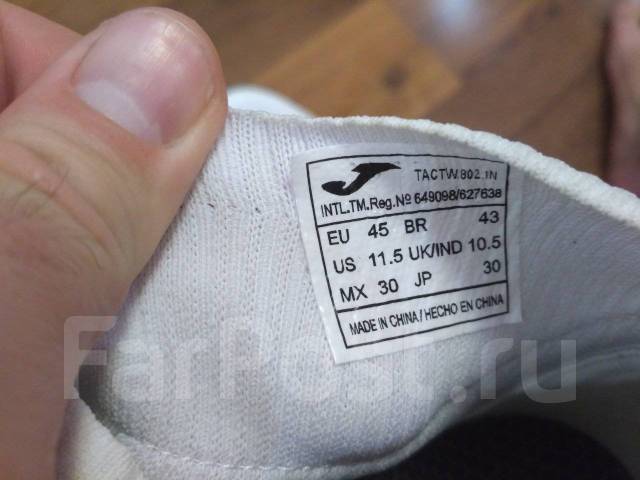 TACTW.802.IN
INTL.TM.Reg.Nº 649098/627638
EU 45 BR 43
US 11.5 UK/IND 10.5
MX 30 JP 30
MADE IN CHINA / HECHO EN CHINA
FarPost.ru